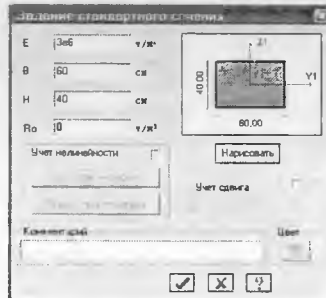 Задание стандартного сечения
E 3e6 т/м²
B 60 см
H 40 см
Ro 0 т/м³
Z1
Y1
40,00
60,00
Учет нелинейности
Нарисовать
Учет сдвига
Комментарий
Цвет
?